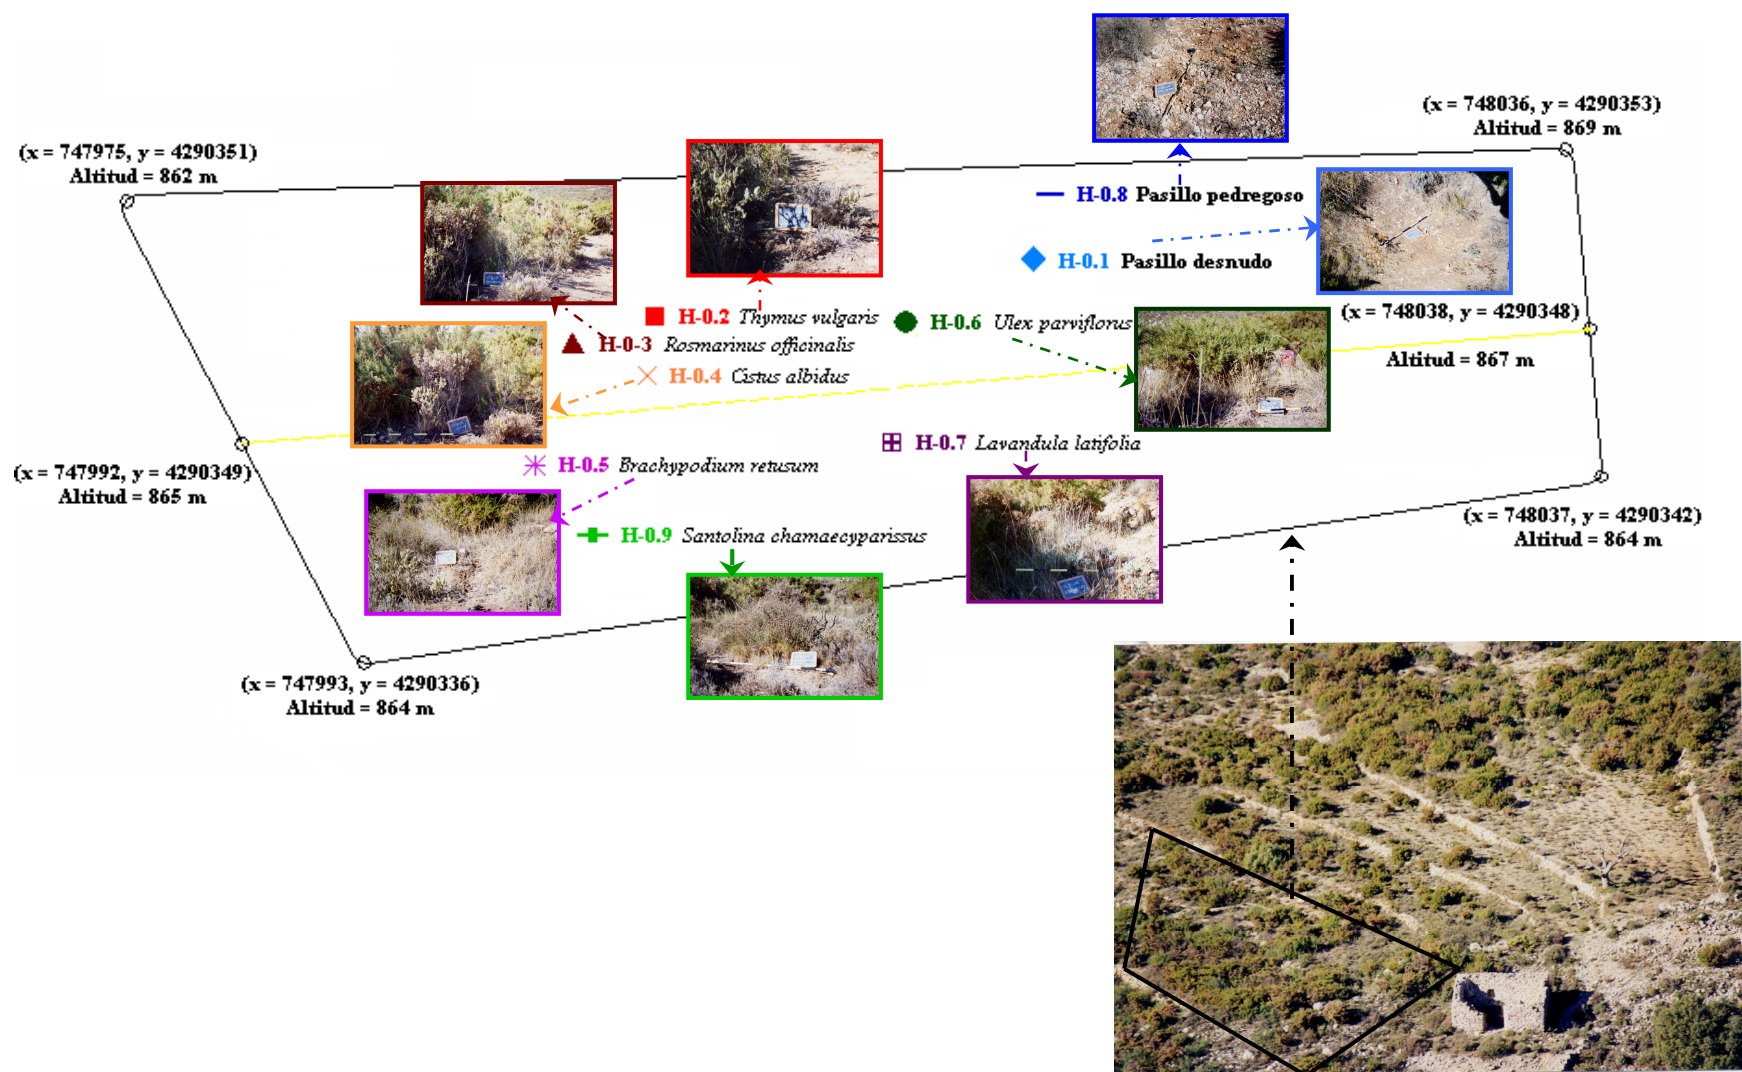 (x = 748036, y = 4290353)
Altitud = 869 m
(x = 747975, y = 4290351)
Altitud = 862 m
H-0.8 Pasillo pedregoso
H-0.1 Pasillo desnudo
H-0.2 Thymus vulgaris
H-0.6 Ulex parviflorus
(x = 748038, y = 4290348)
Altitud = 867 m
H-0-3 Rosmarinus officinalis
H-0.4 Cistus albidus
H-0.7 Lavandula latifolia
H-0.5 Brachypodium retusum
(x = 747992, y = 4290349)
Altitud = 865 m
(x = 748037, y = 4290342)
Altitud = 864 m
H-0.9 Santolina chamaecyparissus
(x = 747993, y = 4290336)
Altitud = 864 m